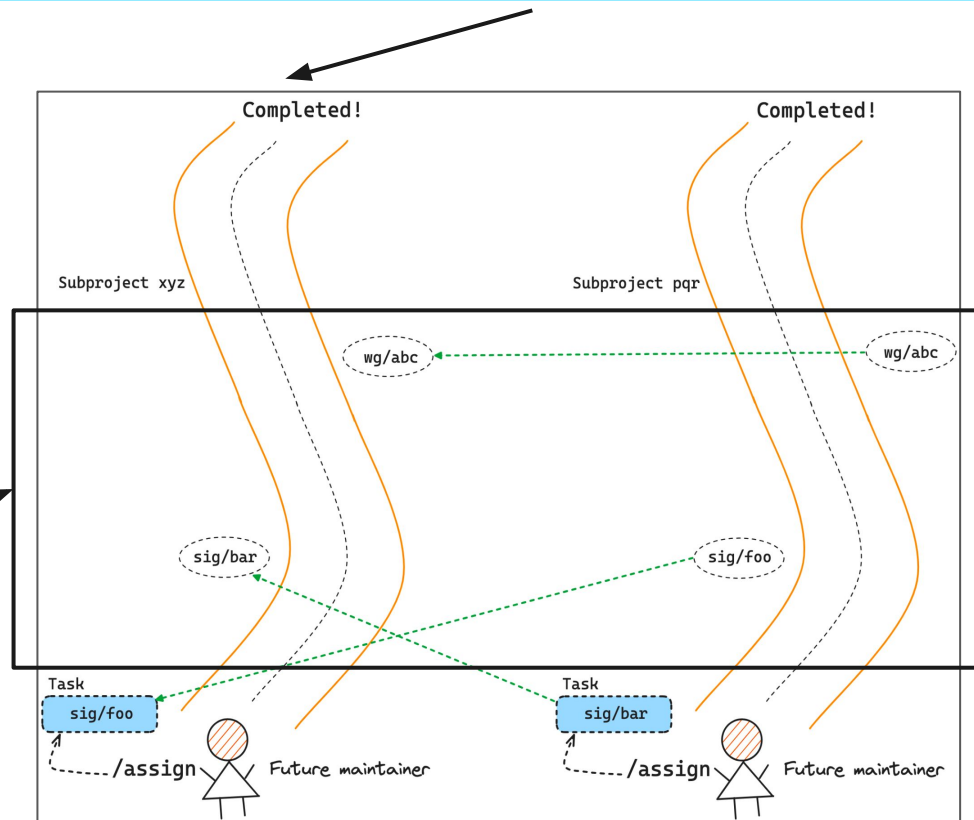 Completed!
Completed!
Subproject xyz
Subproject pqr
wg/abc
wg/abc
sig/bar
sig/foo
Task
Task
sig/foo
sig/bar
/assign
Future maintainer
/assign
Future maintainer